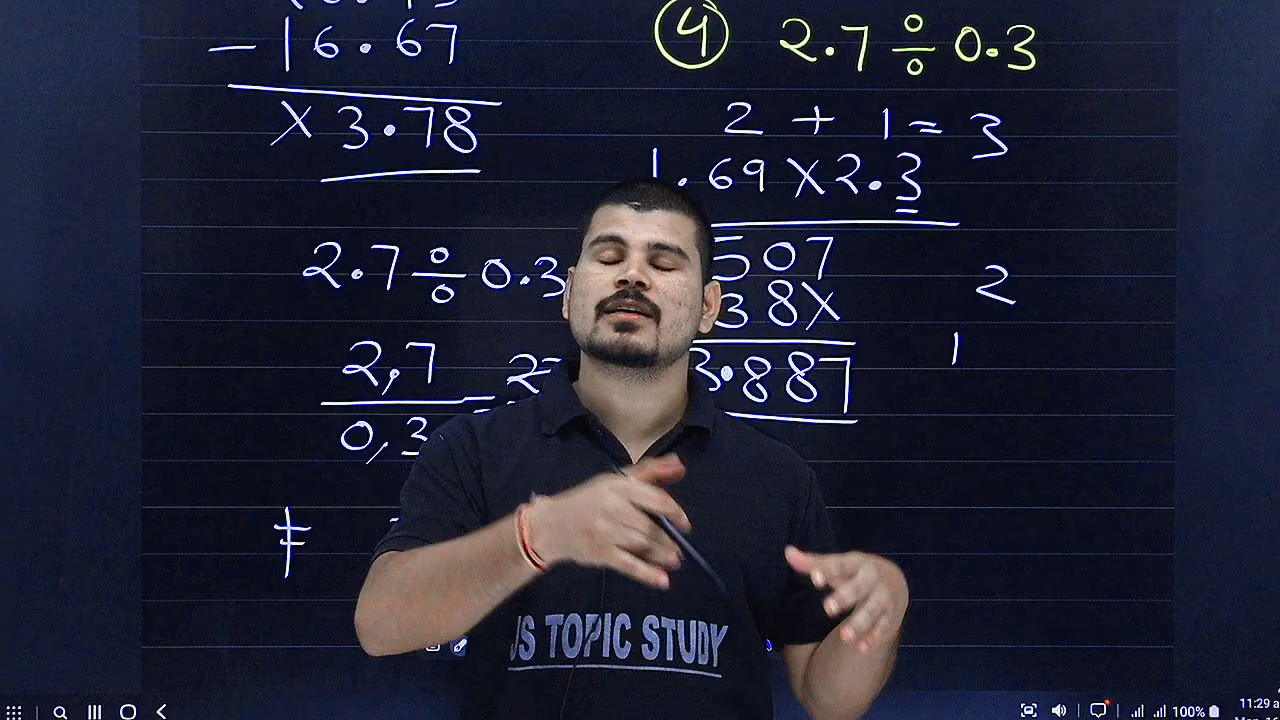 - 16.67
x 3.78
2.7 ÷ 0.3
2,7
0,3
④ 2.7 ÷ 0.3
2 + 1 = 3
1.69 x 2.3
507
38x
3.887
2
1
JS TOPIC STUDY
100%
11:29 a